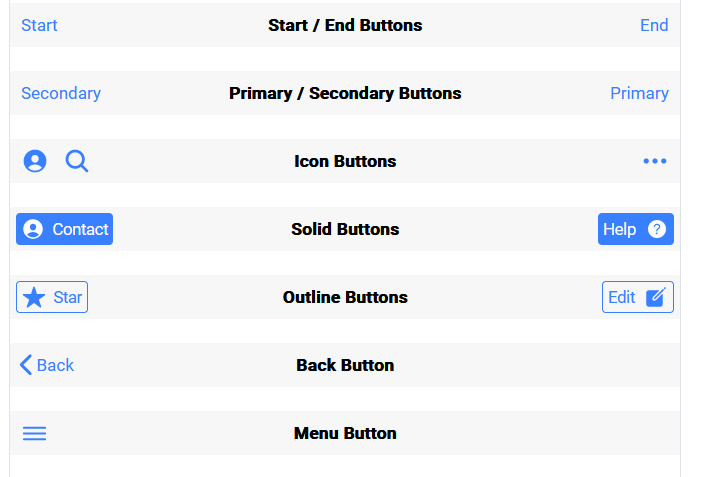 Start Start / End Buttons End
Secondary Primary / Secondary Buttons Primary
Icon Buttons
Contact Solid Buttons Help
Star Outline Buttons Edit
Back Back Button
Menu Button